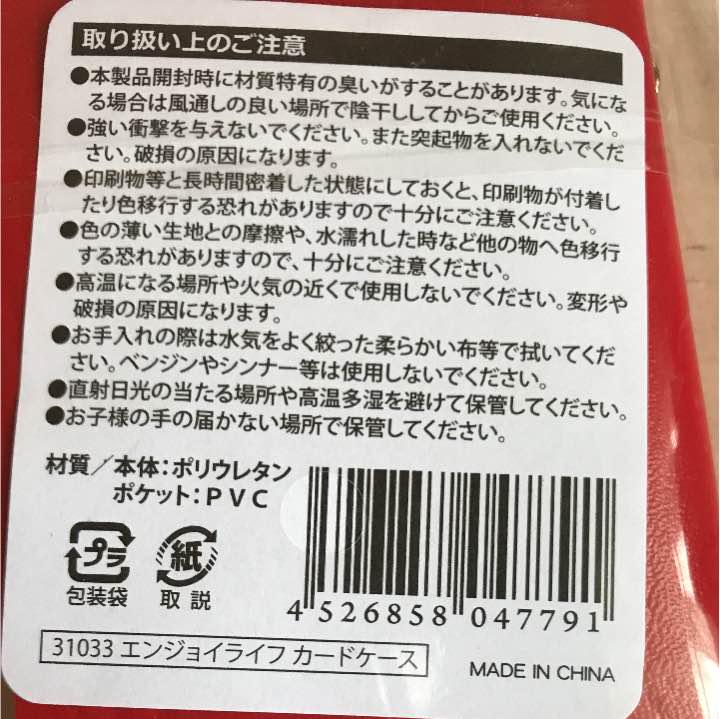 取り扱い上のご注意
●本製品開封時に材質特有の臭いがすることがあります。気にな
る場合は風通しの良い場所で陰干ししてからご使用ください。
●強い衝撃を与えないでください。また突起物を入れないでくだ
さい。破損の原因になります。
●印刷物等と長時間密着した状態にしておくと、印刷物が付着し
たり色移行する恐れがありますので十分にご注意ください。
●色の薄い生地との摩擦や、水濡れした時など他の物へ色移行
する恐れがありますので、十分にご注意ください。
●高温になる場所や火気の近くで使用しないでください。変形や
破損の原因になります。
●お手入れの際は水気をよく絞った柔らかい布等で拭いてくだ
さい。ベンジンやシンナー等は使用しないでください。
●直射日光の当たる場所や高温多湿を避けて保管してください。
●お子様の手の届かない場所で保管してください。
材質／本体：ポリウレタン
ポケット：ＰＶＣ
プラ
包装袋
紙
取 説
4 526858 047791
31033 エンジョイライフ カードケース
MADE IN CHINA